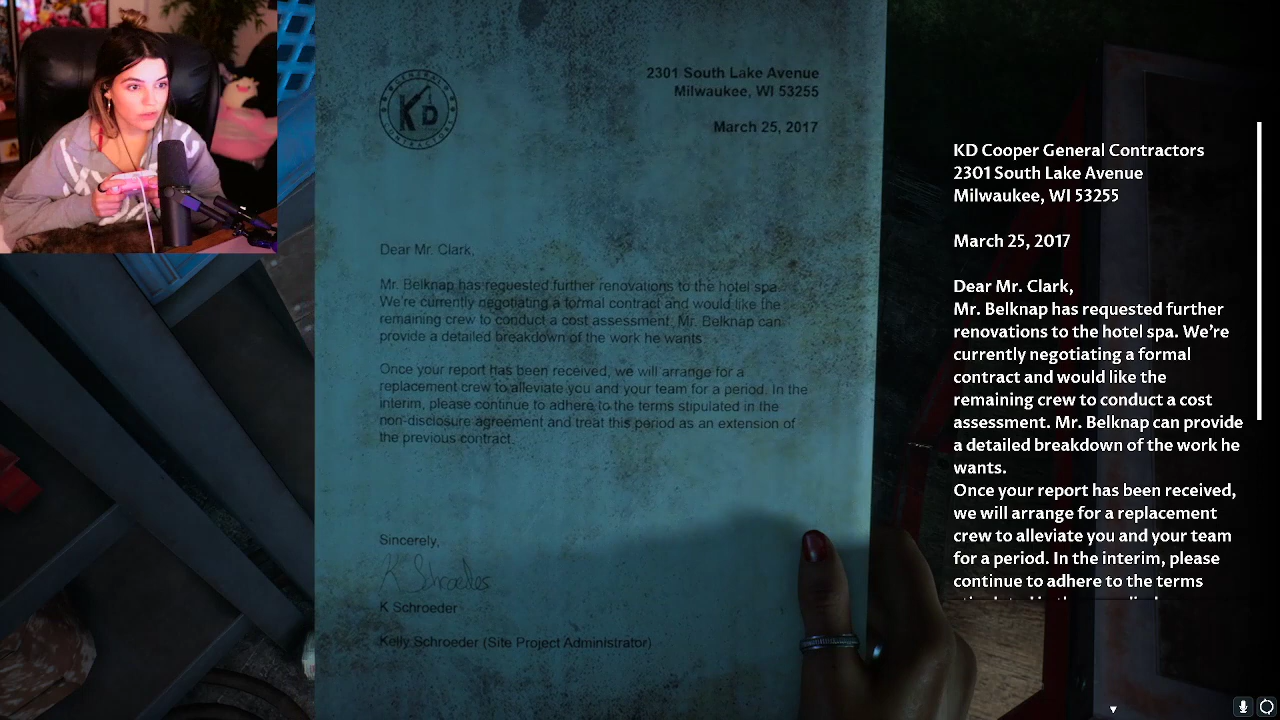 GENERAL
KD
CONTRACTORS
2301 South Lake Avenue
Milwaukee, WI 53255
March 25, 2017
Dear Mr. Clark,
Mr. Belknap has requested further renovations to the hotel spa.
We're currently negotiating a formal contract and would like the
remaining crew to conduct a cost assessment. Mr. Belknap can
provide a detailed breakdown of the work he wants.
Once your report has been received, we will arrange for a
replacement crew to alleviate you and your team for a period. In the
interim, please continue to adhere to the terms stipulated in the
non-disclosure agreement and treat this period as an extension of
the previous contract.
Sincerely,
K Schroeder
K Schroeder
Kelly Schroeder (Site Project Administrator)
KD Cooper General Contractors
2301 South Lake Avenue
Milwaukee, WI 53255
March 25, 2017
Dear Mr. Clark,
Mr. Belknap has requested further
renovations to the hotel spa. We're
currently negotiating a formal
contract and would like the
remaining crew to conduct a cost
assessment. Mr. Belknap can provide
a detailed breakdown of the work he
wants.
Once your report has been received,
we will arrange for a replacement
crew to alleviate you and your team
for a period. In the interim, please
continue to adhere to the terms